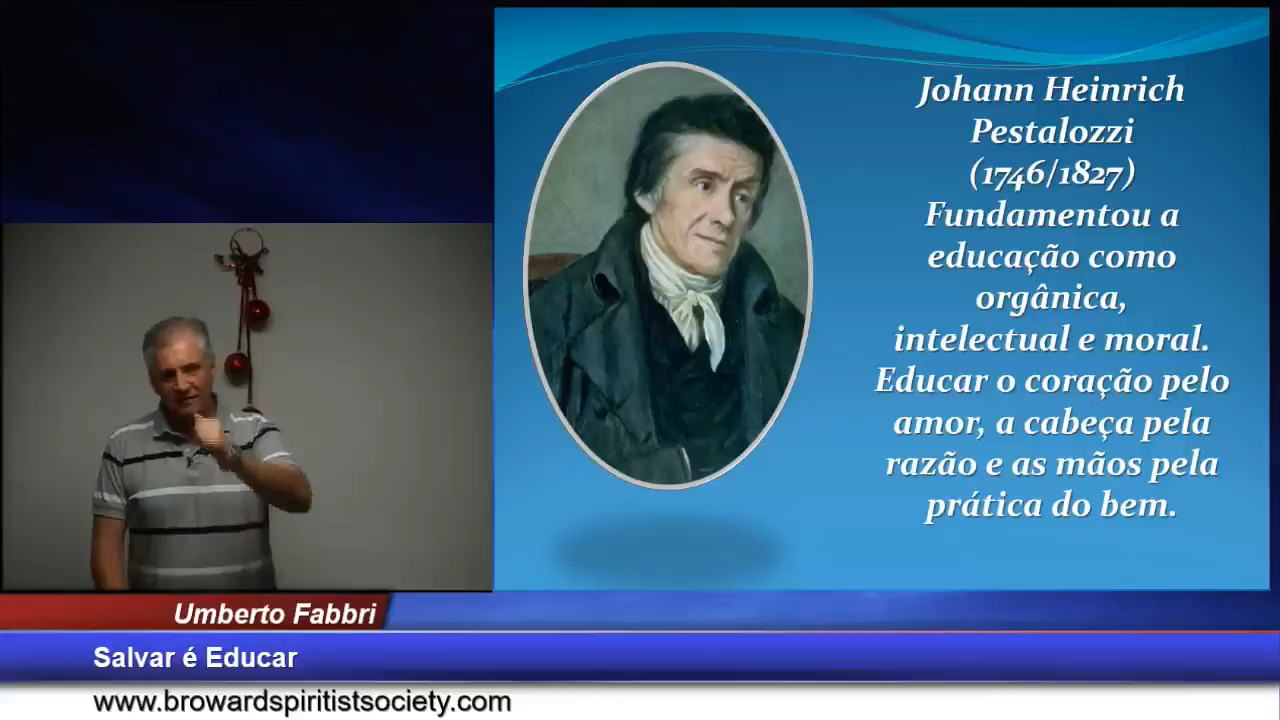 Johann Heinrich
Pestalozzi
(1746/1827)
Fundamentou a
educação como
orgânica,
intelectual e moral.
Educar o coração pelo
amor, a cabeça pela
razão e as mãos pela
prática do bem.
Umberto Fabbri
Salvar é Educar
www.browardspiritistsociety.com